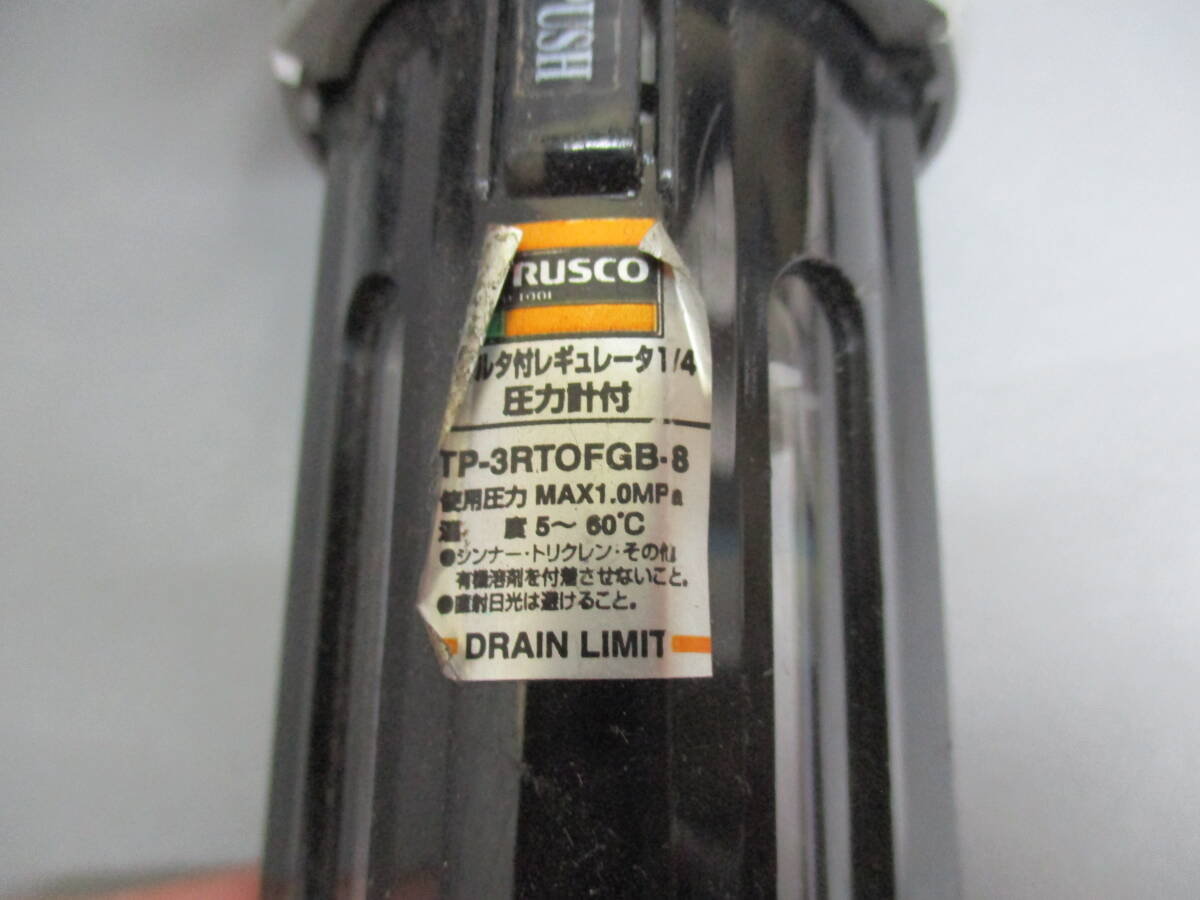 PUSH
RUSCO
TOOL
ルタ付レギュレータ1/4
圧力計付
TP-3RTOFGB-8
使用圧力 MAX1.0MPa
温 度 5〜 60℃
●シンナー・トリクレン・その他
有機溶剤を付着させないこと。
●直射日光は避けること。
DRAIN LIMIT